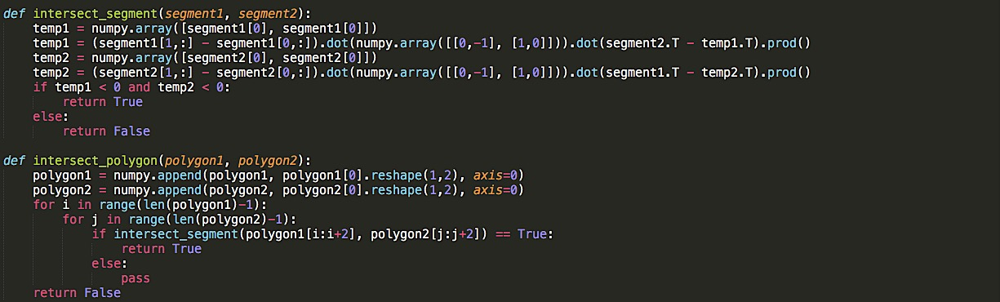 def intersect_segment(segment1, segment2):
    temp1 = numpy.array([segment1[0], segment1[0]])
    temp1 = (segment1[1,:] - segment1[0,:]).dot(numpy.array([[0,-1], [1,0]])).dot(segment2.T - temp1.T).prod()
    temp2 = numpy.array([segment2[0], segment2[0]])
    temp2 = (segment2[1,:] - segment2[0,:]).dot(numpy.array([[0,-1], [1,0]])).dot(segment1.T - temp2.T).prod()
    if temp1 < 0 and temp2 < 0:
        return True
    else:
        return False
def intersect_polygon(polygon1, polygon2):
    polygon1 = numpy.append(polygon1, polygon1[0].reshape(1,2), axis=0)
    polygon2 = numpy.append(polygon2, polygon2[0].reshape(1,2), axis=0)
    for i in range(len(polygon1)-1):
        for j in range(len(polygon2)-1):
            if intersect_segment(polygon1[i:i+2], polygon2[j:j+2]) == True:
                return True
            else:
                pass
    return False